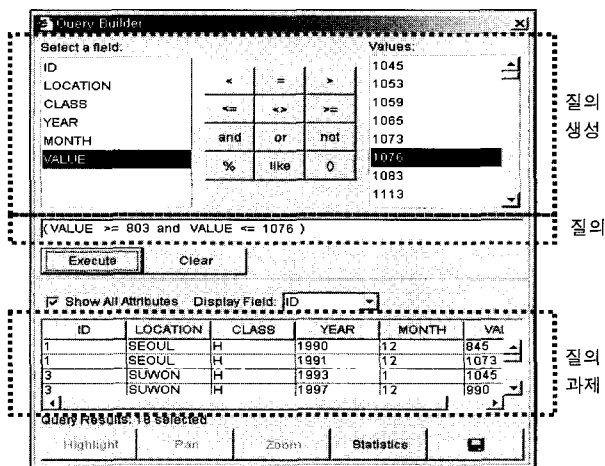 Query Builder
Select a field:
Values:
ID
LOCATION
CLASS
YEAR
MONTH
VALUE
< = >
<= <> >=
and or not
% like ()
1045
1053
1059
1065
1073
1076
1083
1113
질의
생성
(VALUE >= 803 and VALUE <= 1076 )
질의
Execute Clear
Show All Attributes Display Field: ID
ID LOCATION CLASS YEAR MONTH VAL
1 SEOUL H 1990 12 845
1 SEOUL H 1991 12 1073
3 SUWON H 1993 1 1045
3 SUWON H 1997 12 990
질의
과제
Query Results: 18 selected
Highlight Pan Zoom Statistics